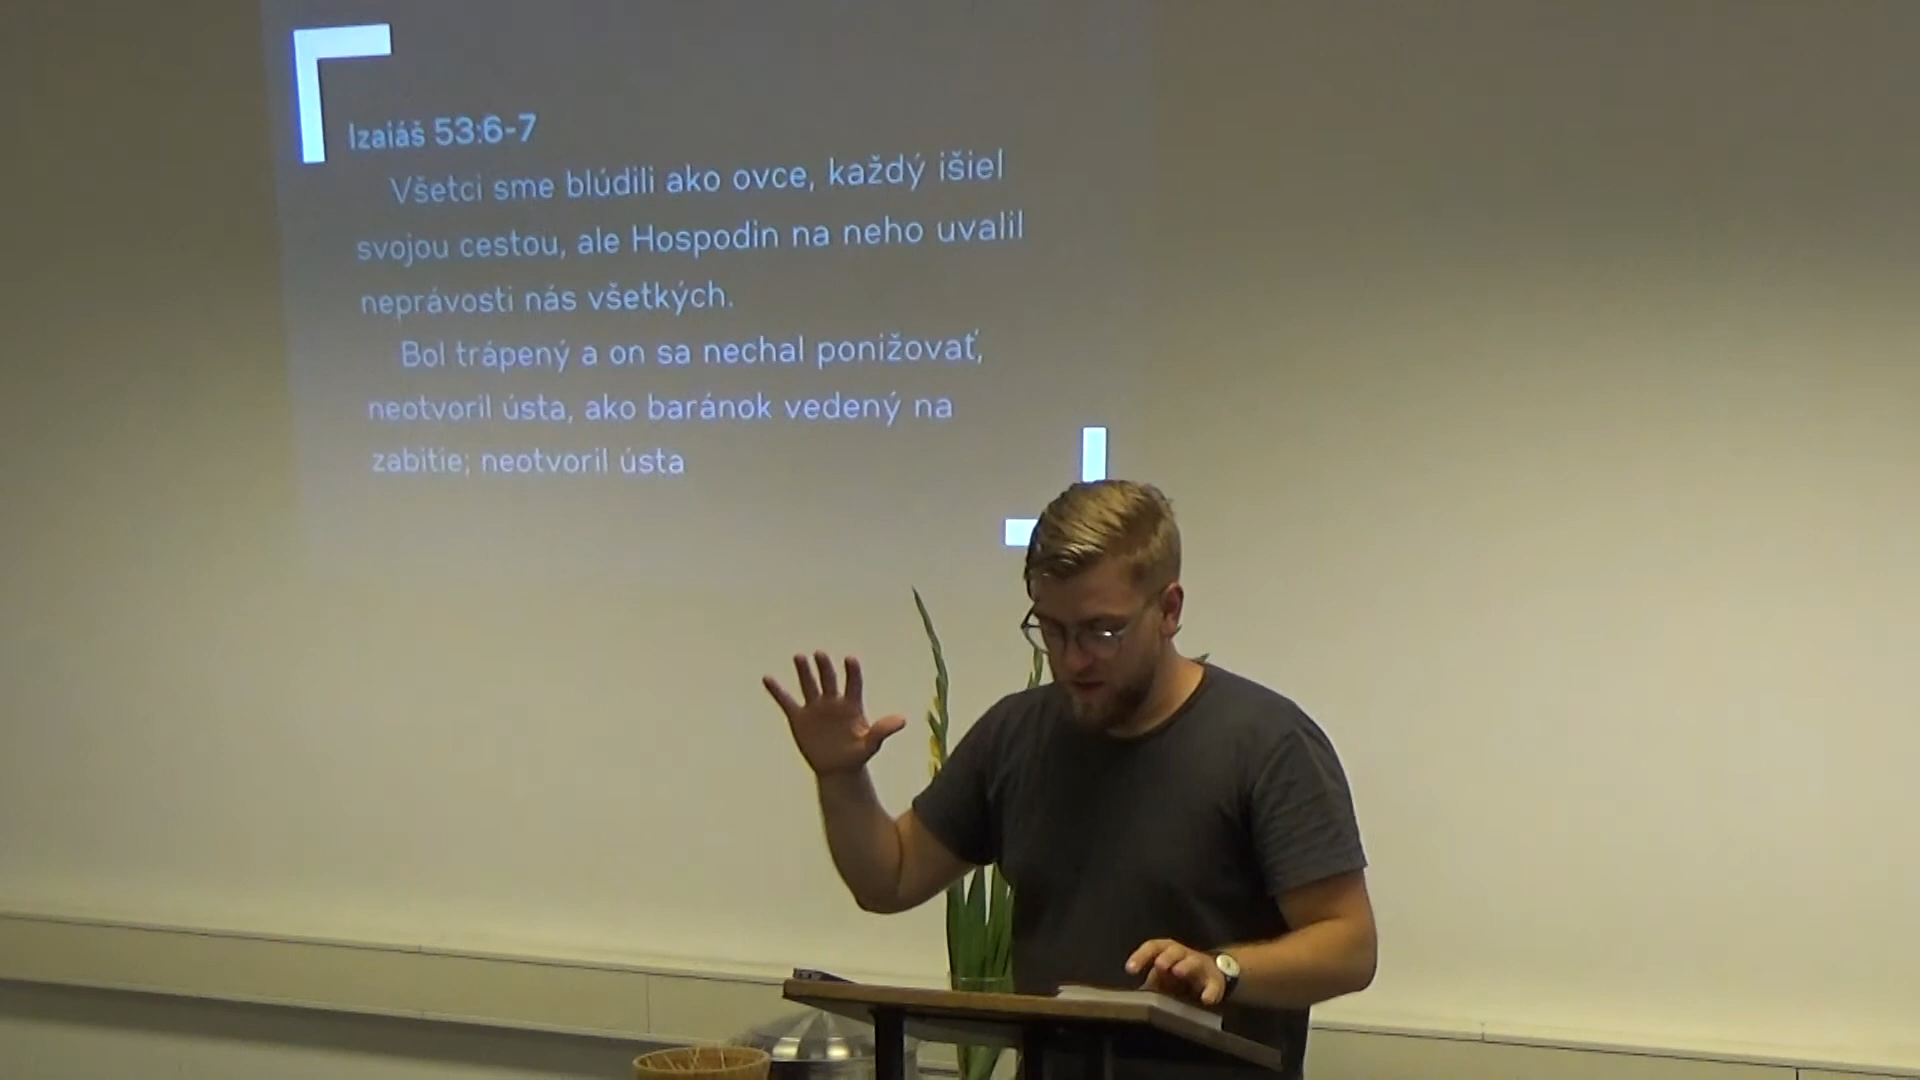 Izaiáš 53:6-7
Všetci sme blúdili ako ovce, každý išiel
svojou cestou, ale Hospodin na neho uvalil
neprávosti nás všetkých.
Bol trápený a on sa nechal ponižovať,
neotvoril ústa, ako baránok vedený na
zabitie; neotvoril ústa